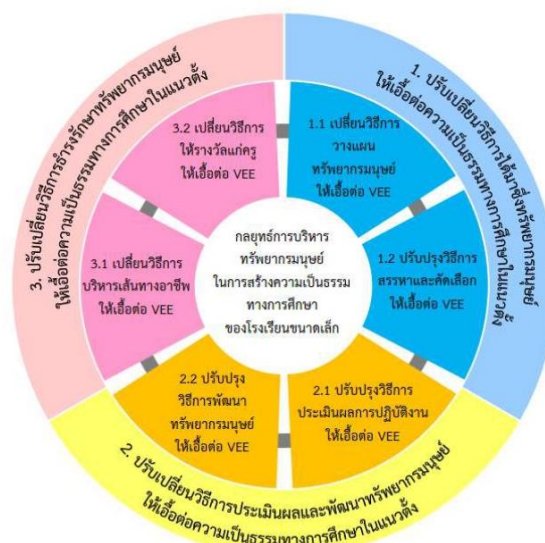 กลยุทธ์การบริหาร
ทรัพยากรมนุษย์
ในการสร้างความเป็นธรรม
ทางการศึกษา
ของโรงเรียนขนาดเล็ก
1. ปรับเปลี่ยนวิธีการได้มาซึ่งทรัพยากรมนุษย์
ให้เอื้อต่อความเป็นธรรมทางการศึกษาในแนวตั้ง
1.1 เปลี่ยนวิธีการ
วางแผน
ทรัพยากรมนุษย์
ให้เอื้อต่อ VEE
1.2 ปรับปรุงวิธีการ
สรรหาและคัดเลือก
ให้เอื้อต่อ VEE
2. ปรับเปลี่ยนวิธีการประเมินผลและพัฒนาทรัพยากรมนุษย์
ให้เอื้อต่อความเป็นธรรมทางการศึกษาในแนวตั้ง
2.1 ปรับปรุงวิธีการ
ประเมินผลการปฏิบัติงาน
ให้เอื้อต่อ VEE
2.2 ปรับปรุง
วิธีการพัฒนา
ทรัพยากรมนุษย์
ให้เอื้อต่อ VEE
3. ปรับเปลี่ยนวิธีการธำรงรักษาทรัพยากรมนุษย์
ให้เอื้อต่อความเป็นธรรมทางการศึกษาในแนวตั้ง
3.1 เปลี่ยนวิธีการ
บริหารเส้นทางอาชีพ
ให้เอื้อต่อ VEE
3.2 เปลี่ยนวิธีการ
ให้รางวัลแก่ครู
ให้เอื้อต่อ VEE